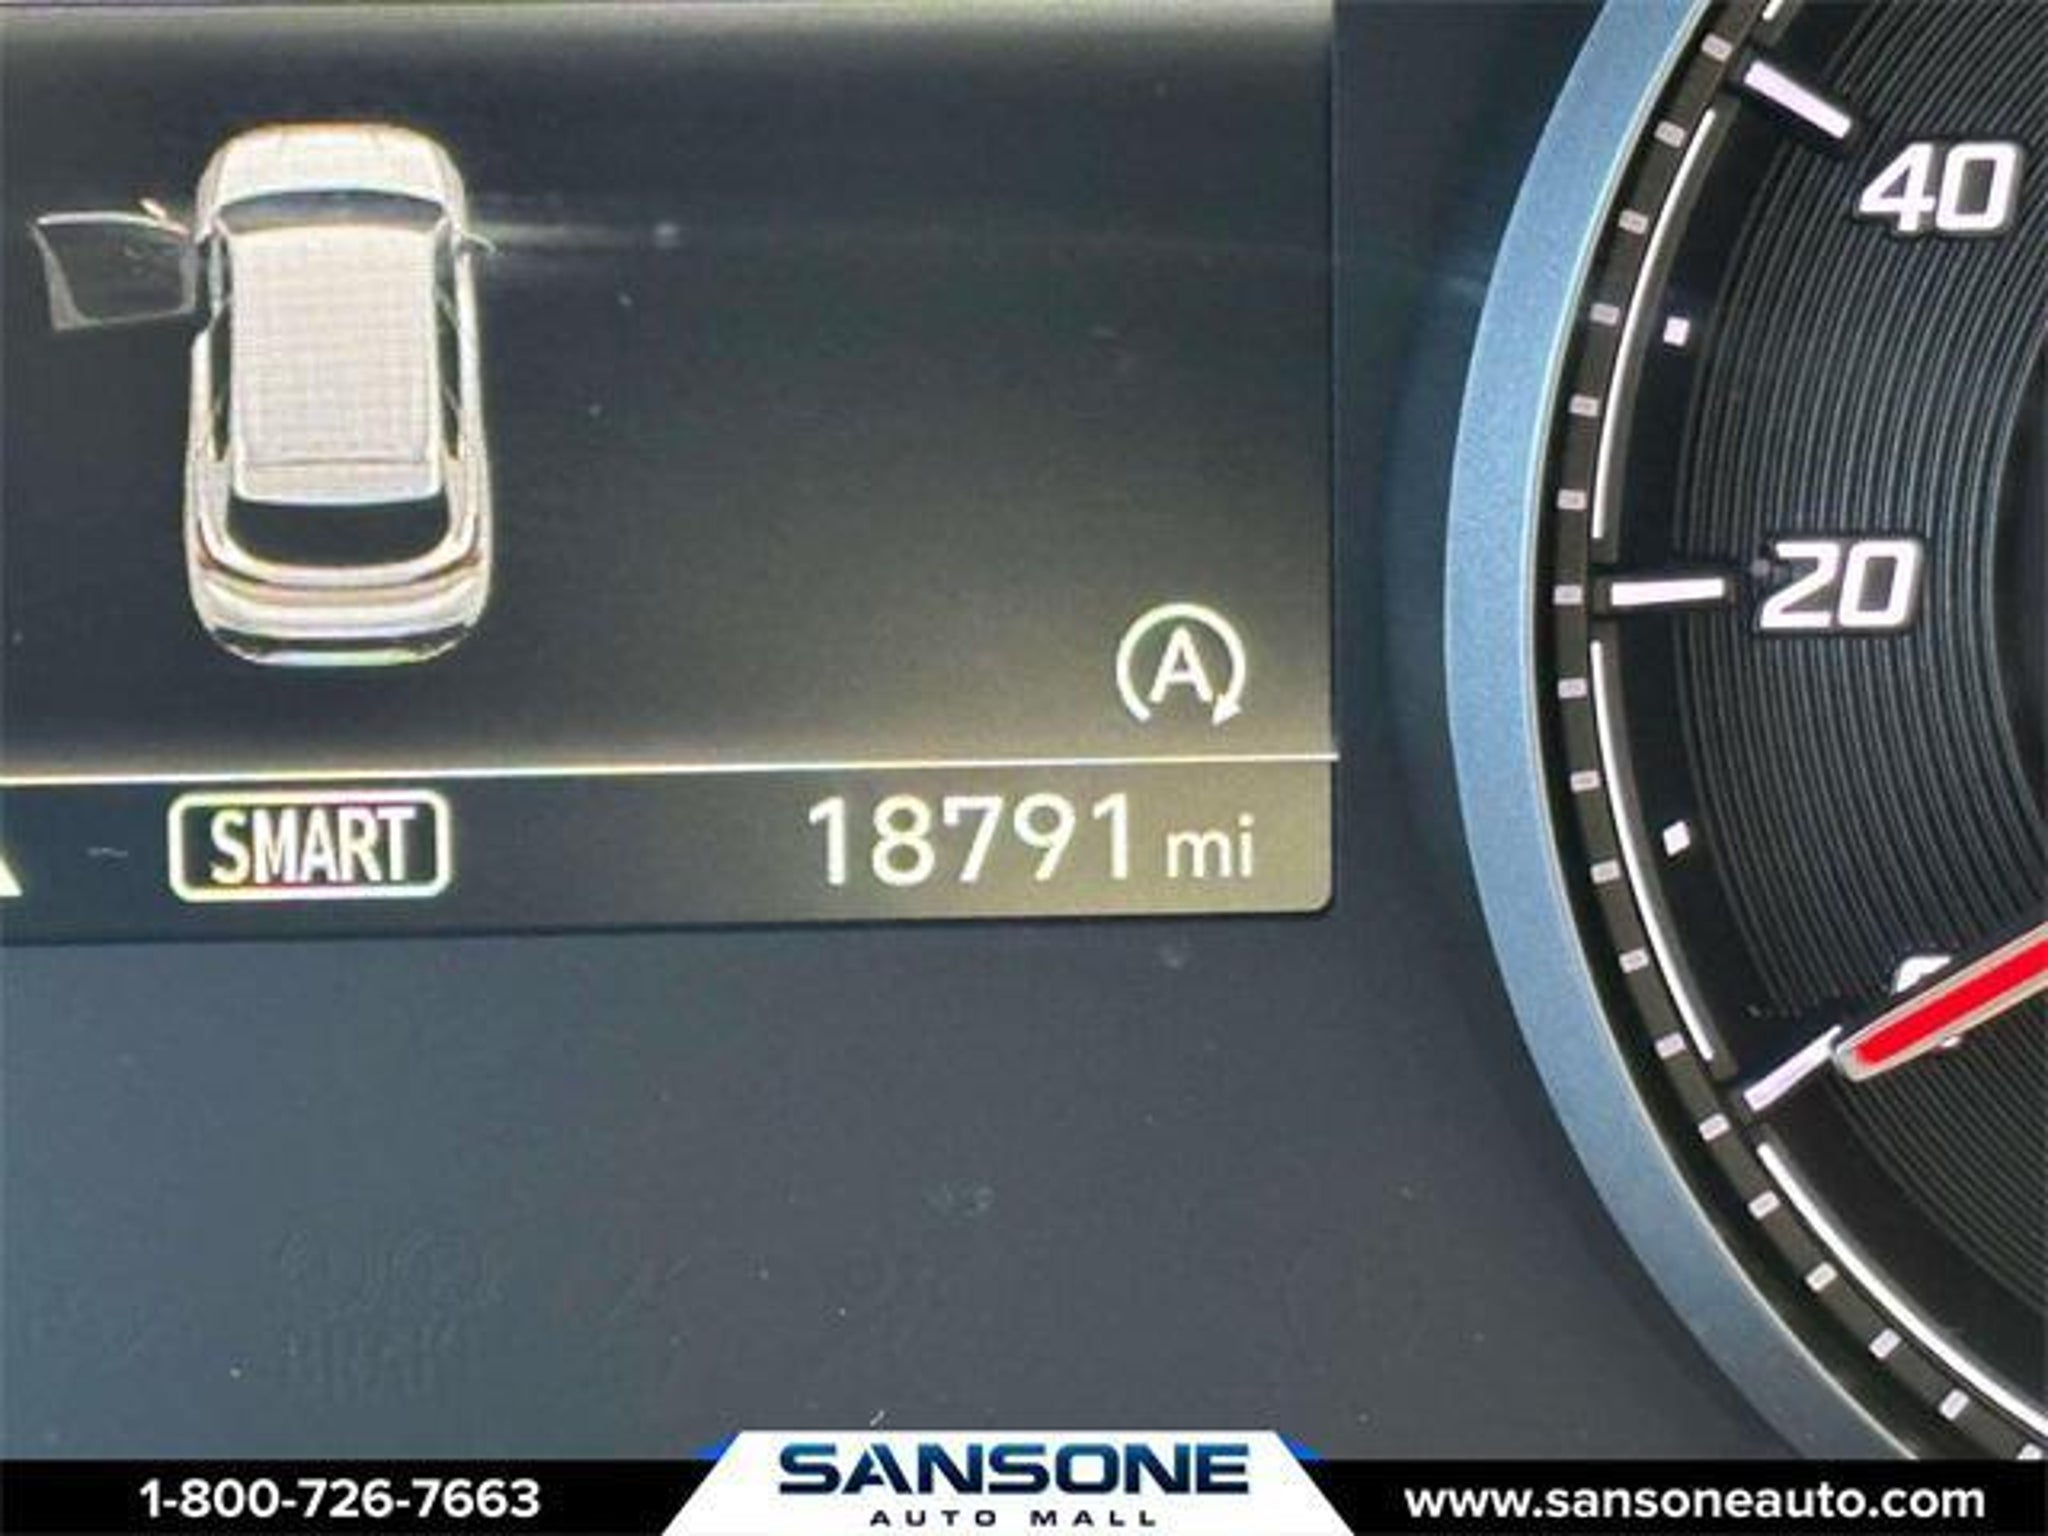 40
A
20
SMART
18791 mi
1-800-726-7663
SANSONE
AUTO MALL
www.sansoneauto.com